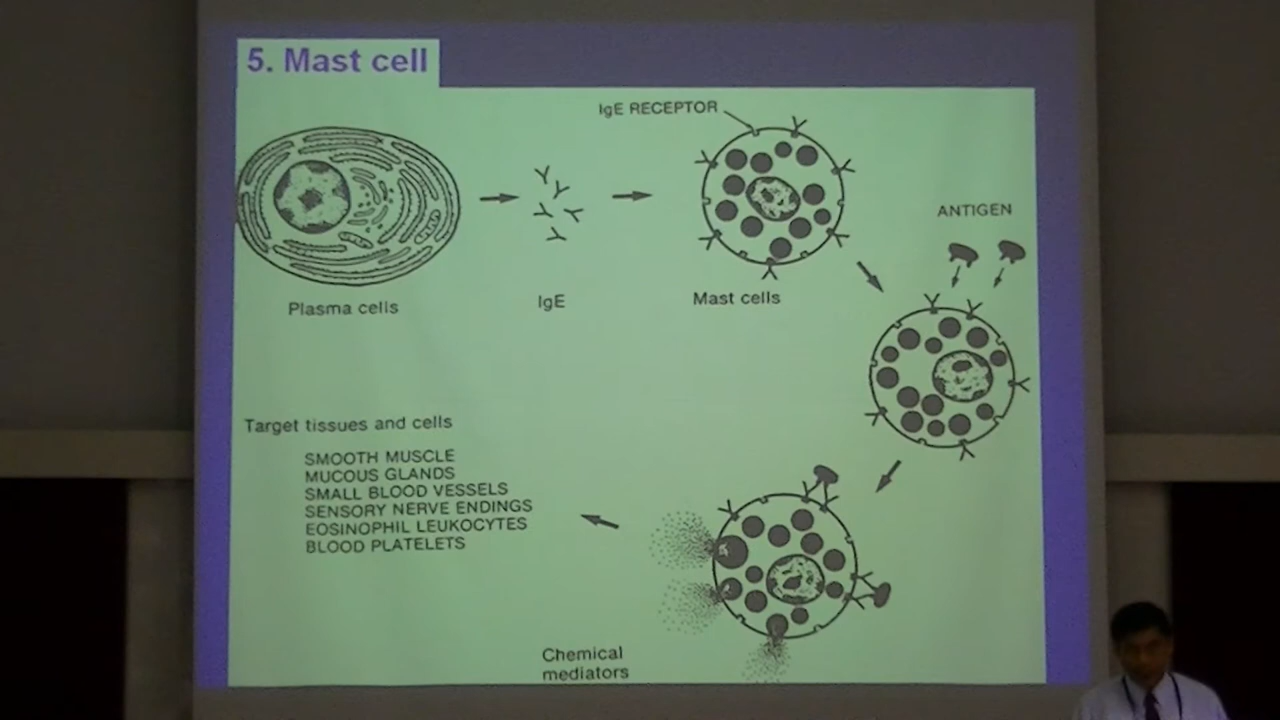 5. Mast cell
IgE RECEPTOR
ANTIGEN
Plasma cells
IgE
Mast cells
Target tissues and cells
SMOOTH MUSCLE
MUCOUS GLANDS
SMALL BLOOD VESSELS
SENSORY NERVE ENDINGS
EOSINOPHIL LEUKOCYTES
BLOOD PLATELETS
Chemical
mediators